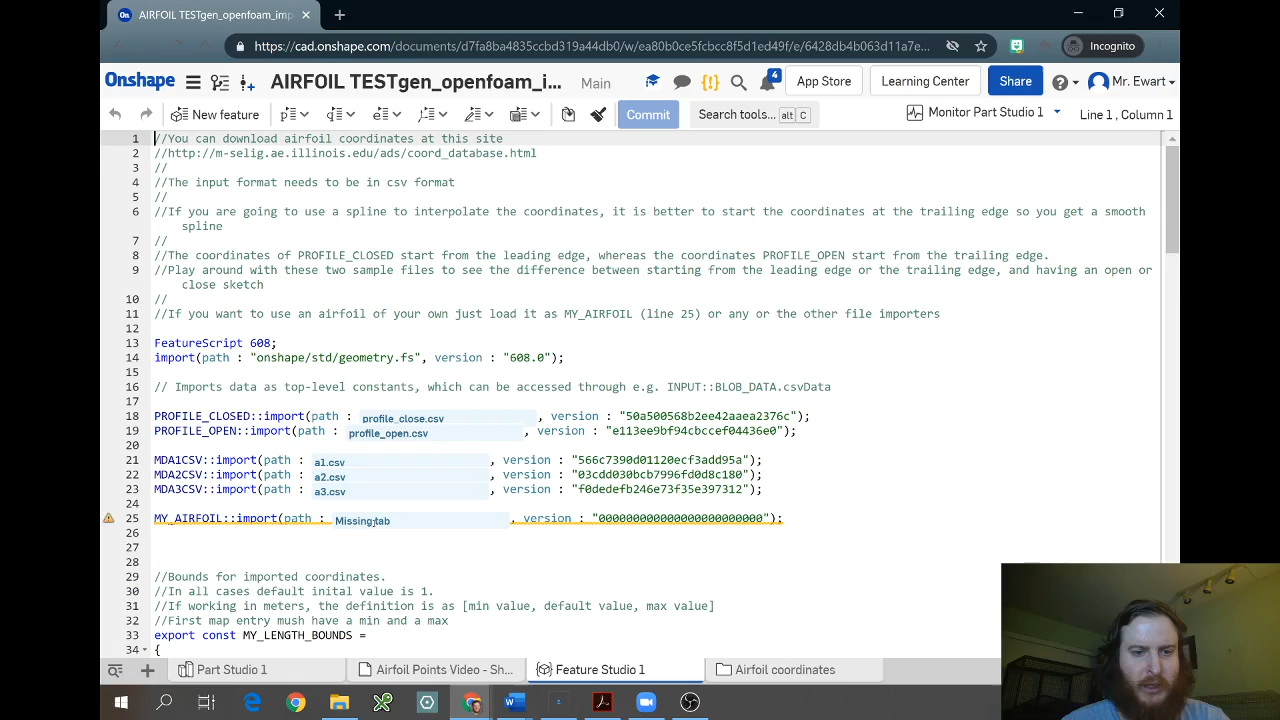 On AIRFOIL TESTgen_openfoam_imp
https://cad.onshape.com/documents/d7fa8ba4835ccbd319a44db0/w/ea80b0ce5fcbcc8f5d1ed49f/e/6428db4b063d11a7e...
Incognito
Onshape
AIRFOIL TESTgen_openfoam_i...
Main
4
App Store
Learning Center
Share
Mr. Ewart
New feature
Commit
Search tools... alt C
Monitor Part Studio 1
Line 1 , Column 1
1 //You can download airfoil coordinates at this site
2 //http://m-selig.ae.illinois.edu/ads/coord_database.html
3 //
4 //The input format needs to be in csv format
5 //
6 //If you are going to use a spline to interpolate the coordinates, it is better to start the coordinates at the trailing edge so you get a smooth
spline
7 //
8 //The coordinates of PROFILE_CLOSED start from the leading edge, whereas the coordinates PROFILE_OPEN start from the trailing edge.
9 //Play around with these two sample files to see the difference between starting from the leading edge or the trailing edge, and having an open or
close sketch
10 //
11 //If you want to use an airfoil of your own just load it as MY_AIRFOIL (line 25) or any or the other file importers
12
13 FeatureScript 608;
14 import(path : "onshape/std/geometry.fs", version : "608.0");
15
16 // Imports data as top-level constants, which can be accessed through e.g. INPUT::BLOB_DATA.csvData
17
18 PROFILE_CLOSED::import(path : profile_close.csv , version : "50a500568b2ee42aaea2376c");
19 PROFILE_OPEN::import(path : profile_open.csv , version : "e113ee9bf94cbccef04436e0");
20
21 MDA1CSV::import(path : a1.csv , version : "566c7390d01120ecf3add95a");
22 MDA2CSV::import(path : a2.csv , version : "03cdd030bcb7996fd0d8c180");
23 MDA3CSV::import(path : a3.csv , version : "f0dedefb246e73f35e397312");
24
25 MY_AIRFOIL::import(path : Missing tab , version : "000000000000000000000000");
26
27
28
29 //Bounds for imported coordinates.
30 //In all cases default inital value is 1.
31 //If working in meters, the definition is as [min value, default value, max value]
32 //First map entry mush have a min and a max
33 export const MY_LENGTH_BOUNDS =
34 {
Part Studio 1
Airfoil Points Video - Sh...
Feature Studio 1
Airfoil coordinates